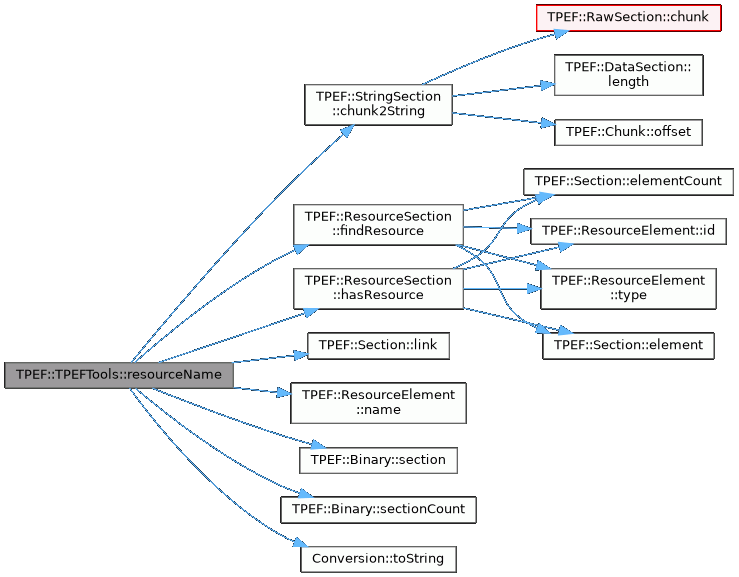 TPEF::RawSection::chunk
TPEF::DataSection::
length
TPEF::StringSection
::chunk2String
TPEF::Chunk::offset
TPEF::Section::elementCount
TPEF::ResourceSection
::findResource
TPEF::ResourceElement::id
TPEF::ResourceSection
::hasResource
TPEF::ResourceElement
::type
TPEF::Section::link
TPEF::Section::element
TPEF::TPEFTools::resourceName
TPEF::ResourceElement
::name
TPEF::Binary::section
TPEF::Binary::sectionCount
Conversion::toString